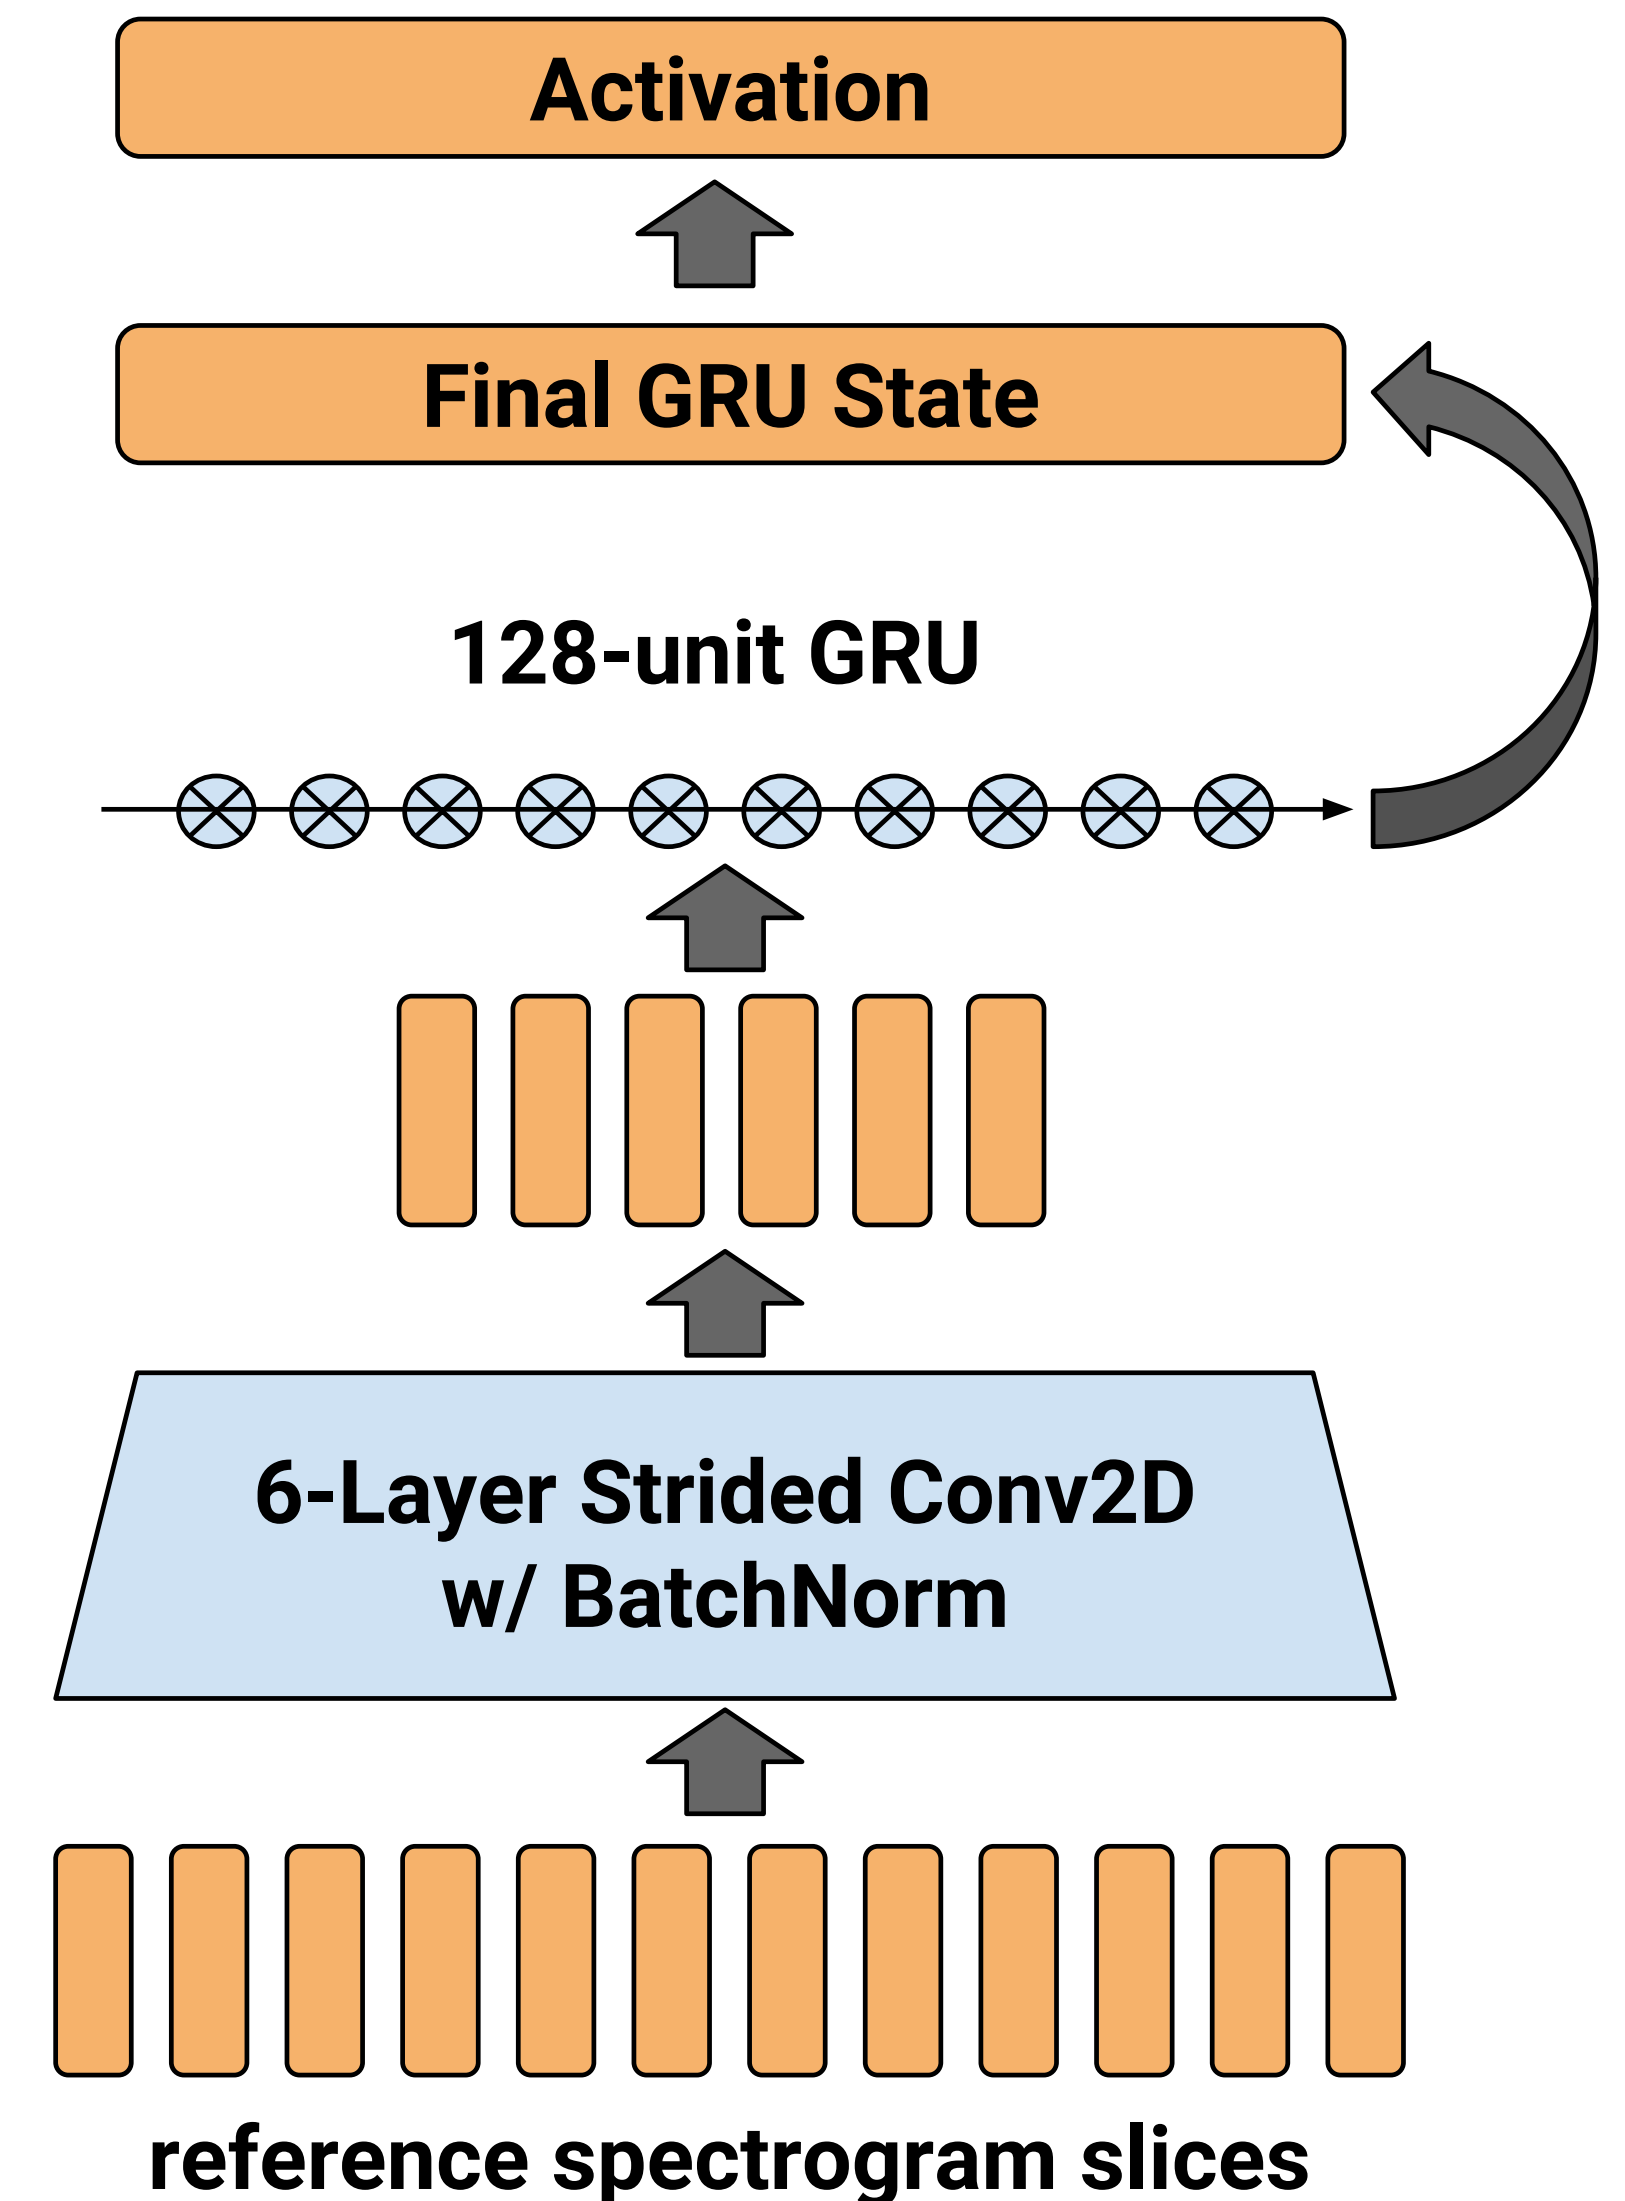 Activation
Final GRU State
128-unit GRU
6-Layer Strided Conv2D
w/ BatchNorm
reference spectrogram slices